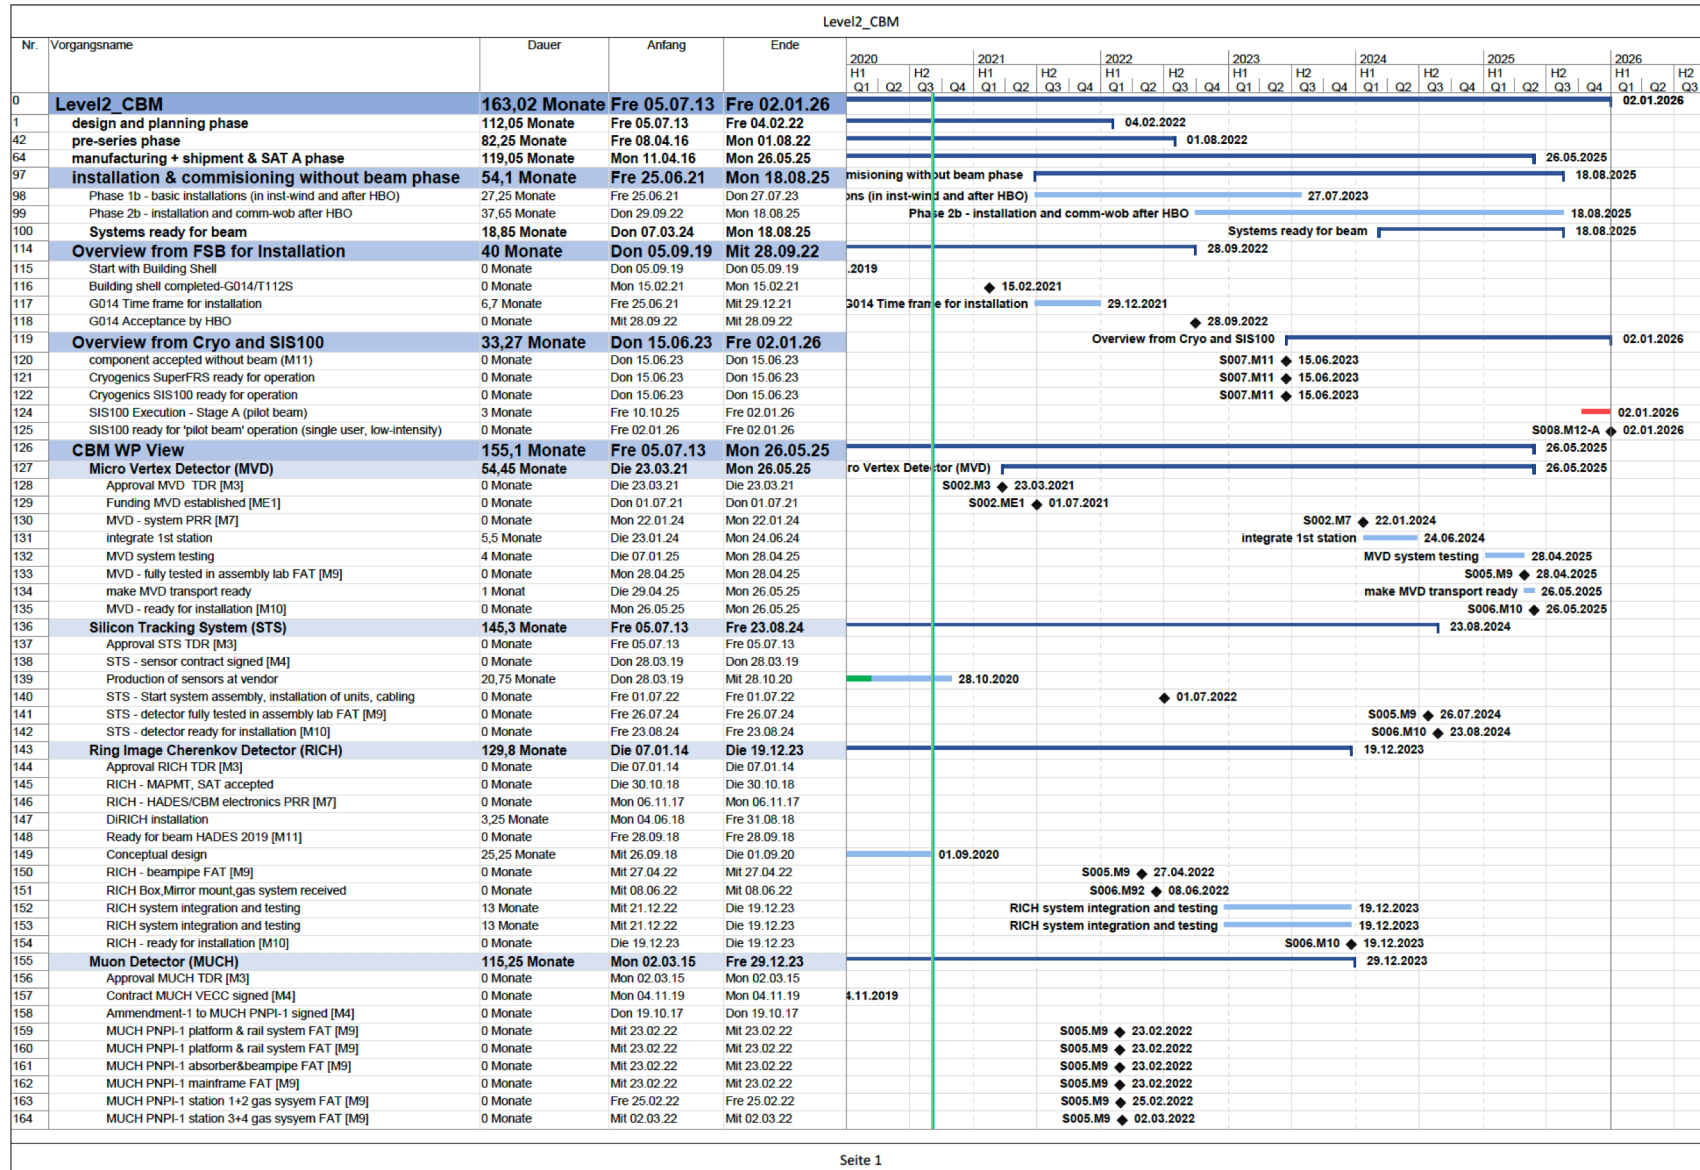 Level2_CBM
Nr. Vorgangsname Dauer Anfang Ende
2020 2021 2022 2023 2024 2025 2026
H1 H2 H1 H2 H1 H2 H1 H2 H1 H2 H1 H2 H1 H2
Q1 Q2 Q3 Q4 Q1 Q2 Q3 Q4 Q1 Q2 Q3 Q4 Q1 Q2 Q3 Q4 Q1 Q2 Q3 Q4 Q1 Q2 Q3 Q4 Q1 Q2 Q3
0 Level2_CBM 163,02 Monate Fre 05.07.13 Fre 02.01.26 02.01.2026
1 design and planning phase 112,05 Monate Fre 05.07.13 Fre 04.02.22 04.02.2022
42 pre-series phase 82,25 Monate Fre 08.04.16 Mon 01.08.22 01.08.2022
64 manufacturing + shipment & SAT A phase 119,05 Monate Mon 11.04.16 Mon 26.05.25 26.05.2025
97 installation & commisioning without beam phase 54,1 Monate Fre 25.06.21 Mon 18.08.25 misioning without beam phase 18.08.2025
98 Phase 1b - basic installations (in inst-wind and after HBO) 27,25 Monate Fre 25.06.21 Don 27.07.23 ons (in inst-wind and after HBO) 27.07.2023
99 Phase 2b - installation and comm-wob after HBO 37,65 Monate Don 29.09.22 Mon 18.08.25 Phase 2b - installation and comm-wob after HBO 18.08.2025
100 Systems ready for beam 18,85 Monate Don 07.03.24 Mon 18.08.25 Systems ready for beam 18.08.2025
114 Overview from FSB for Installation 40 Monate Don 05.09.19 Mit 28.09.22 28.09.2022
115 Start with Building Shell 0 Monate Don 05.09.19 Don 05.09.19 .2019
116 Building shell completed-G014/T112S 0 Monate Mon 15.02.21 Mon 15.02.21 15.02.2021
117 G014 Time frame for installation 6,7 Monate Fre 25.06.21 Mit 29.12.21 G014 Time frame for installation 29.12.2021
118 G014 Acceptance by HBO 0 Monate Mit 28.09.22 Mit 28.09.22 28.09.2022
119 Overview from Cryo and SIS100 33,27 Monate Don 15.06.23 Fre 02.01.26 Overview from Cryo and SIS100 02.01.2026
120 component accepted without beam (M11) 0 Monate Don 15.06.23 Don 15.06.23 S007.M11 15.06.2023
121 Cryogenics SuperFRS ready for operation 0 Monate Don 15.06.23 Don 15.06.23 S007.M11 15.06.2023
122 Cryogenics SIS100 ready for operation 0 Monate Don 15.06.23 Don 15.06.23 S007.M11 15.06.2023
124 SIS100 Execution - Stage A (pilot beam) 3 Monate Fre 10.10.25 Fre 02.01.26 02.01.2026
125 SIS100 ready for 'pilot beam' operation (single user, low-intensity) 0 Monate Fre 02.01.26 Fre 02.01.26 S008.M12-A 02.01.2026
126 CBM WP View 155,1 Monate Fre 05.07.13 Mon 26.05.25 26.05.2025
127 Micro Vertex Detector (MVD) 54,45 Monate Die 23.03.21 Mon 26.05.25 ro Vertex Detector (MVD) 26.05.2025
128 Approval MVD TDR [M3] 0 Monate Die 23.03.21 Die 23.03.21 S002.M3 23.03.2021
129 Funding MVD established [ME1] 0 Monate Don 01.07.21 Don 01.07.21 S002.ME1 01.07.2021
130 MVD - system PRR [M7] 0 Monate Mon 22.01.24 Mon 22.01.24 S002.M7 22.01.2024
131 integrate 1st station 5,5 Monate Die 23.01.24 Mon 24.06.24 integrate 1st station 24.06.2024
132 MVD system testing 4 Monate Die 07.01.25 Mon 28.04.25 MVD system testing 28.04.2025
133 MVD - fully tested in assembly lab FAT [M9] 0 Monate Mon 28.04.25 Mon 28.04.25 S005.M9 28.04.2025
134 make MVD transport ready 1 Monat Die 29.04.25 Mon 26.05.25 make MVD transport ready 26.05.2025
135 MVD - ready for installation [M10] 0 Monate Mon 26.05.25 Mon 26.05.25 S006.M10 26.05.2025
136 Silicon Tracking System (STS) 145,3 Monate Fre 05.07.13 Fre 23.08.24 23.08.2024
137 Approval STS TDR [M3] 0 Monate Fre 05.07.13 Fre 05.07.13
138 STS - sensor contract signed [M4] 0 Monate Don 28.03.19 Don 28.03.19
139 Production of sensors at vendor 20,75 Monate Don 28.03.19 Mit 28.10.20 28.10.2020
140 STS - Start system assembly, installation of units, cabling 0 Monate Fre 01.07.22 Fre 01.07.22 01.07.2022
141 STS - detector fully tested in assembly lab FAT [M9] 0 Monate Fre 26.07.24 Fre 26.07.24 S005.M9 26.07.2024
142 STS - detector ready for installation [M10] 0 Monate Fre 23.08.24 Fre 23.08.24 S006.M10 23.08.2024
143 Ring Image Cherenkov Detector (RICH) 129,8 Monate Die 07.01.14 Die 19.12.23 19.12.2023
144 Approval RICH TDR [M3] 0 Monate Die 07.01.14 Die 07.01.14
145 RICH - MAPMT, SAT accepted 0 Monate Die 30.10.18 Die 30.10.18
146 RICH - HADES/CBM electronics PRR [M7] 0 Monate Mon 06.11.17 Mon 06.11.17
147 DiRICH installation 3,25 Monate Mon 04.06.18 Fre 31.08.18
148 Ready for beam HADES 2019 [M11] 0 Monate Fre 28.09.18 Fre 28.09.18
149 Conceptual design 25,25 Monate Mit 26.09.18 Die 01.09.20 01.09.2020
150 RICH - beampipe FAT [M9] 0 Monate Mit 27.04.22 Mit 27.04.22 S005.M9 27.04.2022
151 RICH Box,Mirror mount,gas system received 0 Monate Mit 08.06.22 Mit 08.06.22 S006.M92 08.06.2022
152 RICH system integration and testing 13 Monate Mit 21.12.22 Die 19.12.23 RICH system integration and testing 19.12.2023
153 RICH system integration and testing 13 Monate Mit 21.12.22 Die 19.12.23 RICH system integration and testing 19.12.2023
154 RICH - ready for installation [M10] 0 Monate Die 19.12.23 Die 19.12.23 S006.M10 19.12.2023
155 Muon Detector (MUCH) 115,25 Monate Mon 02.03.15 Fre 29.12.23 29.12.2023
156 Approval MUCH TDR [M3] 0 Monate Mon 02.03.15 Mon 02.03.15
157 Contract MUCH VECC signed [M4] 0 Monate Mon 04.11.19 Mon 04.11.19 4.11.2019
158 Ammendment-1 to MUCH PNPI-1 signed [M4] 0 Monate Don 19.10.17 Don 19.10.17
159 MUCH PNPI-1 platform & rail system FAT [M9] 0 Monate Mit 23.02.22 Mit 23.02.22 S005.M9 23.02.2022
160 MUCH PNPI-1 platform & rail system FAT [M9] 0 Monate Mit 23.02.22 Mit 23.02.22 S005.M9 23.02.2022
161 MUCH PNPI-1 absorber&beampipe FAT [M9] 0 Monate Mit 23.02.22 Mit 23.02.22 S005.M9 23.02.2022
162 MUCH PNPI-1 mainframe FAT [M9] 0 Monate Mit 23.02.22 Mit 23.02.22 S005.M9 23.02.2022
163 MUCH PNPI-1 station 1+2 gas sysyem FAT [M9] 0 Monate Fre 25.02.22 Fre 25.02.22 S005.M9 25.02.2022
164 MUCH PNPI-1 station 3+4 gas sysyem FAT [M9] 0 Monate Mit 02.03.22 Mit 02.03.22 S005.M9 02.03.2022
Seite 1